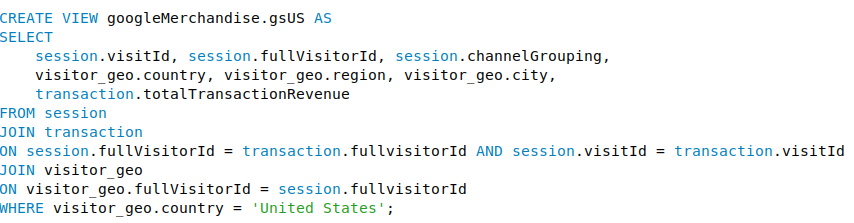 CREATE VIEW googleMerchandise.gsUS AS
SELECT
    session.visitId, session.fullVisitorId, session.channelGrouping,
    visitor_geo.country, visitor_geo.region, visitor_geo.city,
    transaction.totalTransactionRevenue
FROM session
JOIN transaction
ON session.fullVisitorId = transaction.fullvisitorId AND session.visitId = transaction.visitId
JOIN visitor_geo
ON visitor_geo.fullVisitorId = session.fullvisitorId
WHERE visitor_geo.country = 'United States';